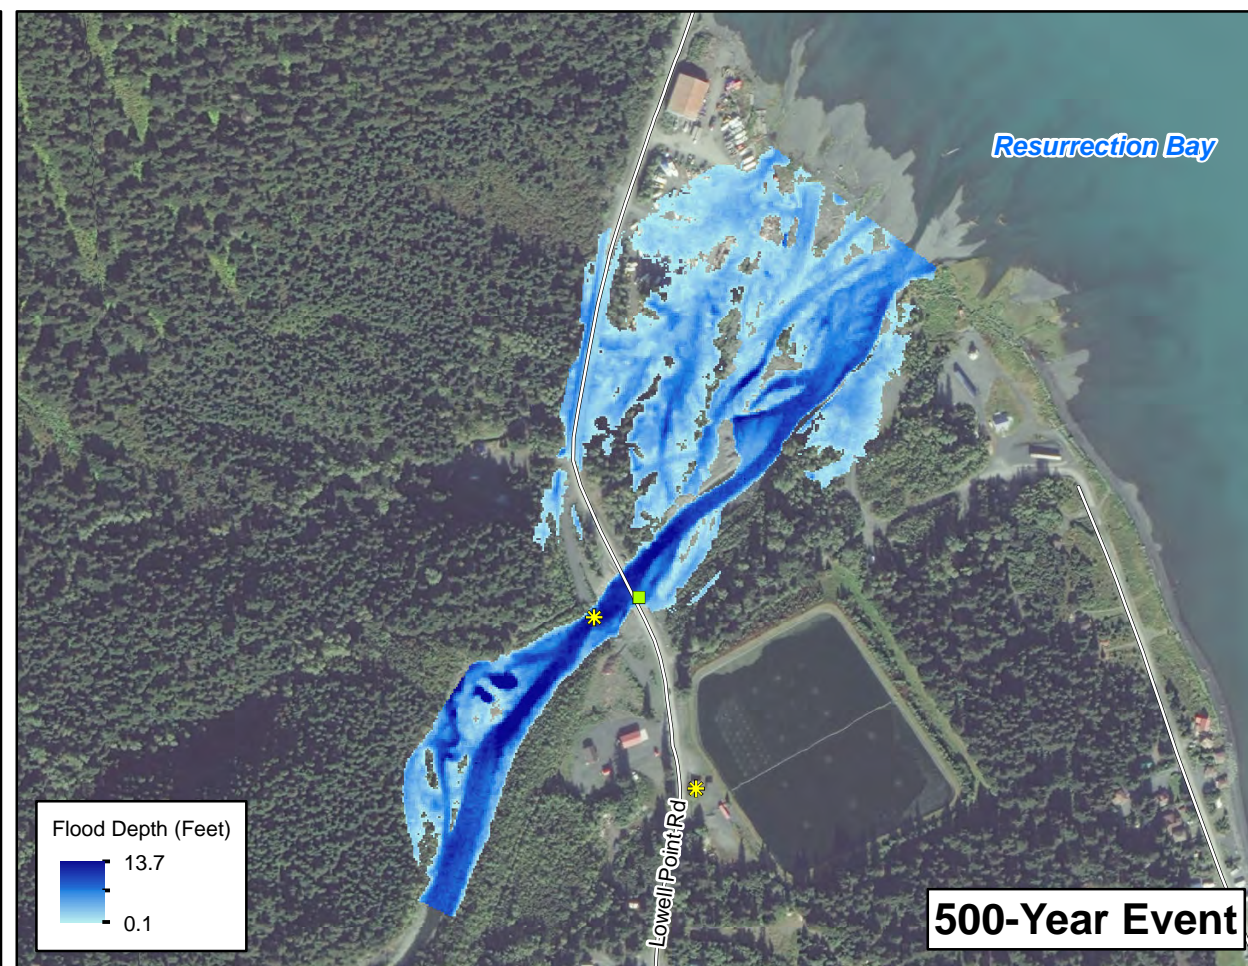 Resurrection Bay
Flood Depth (Feet)
13.7
0.1
Lowell Point Rd
500-Year Event